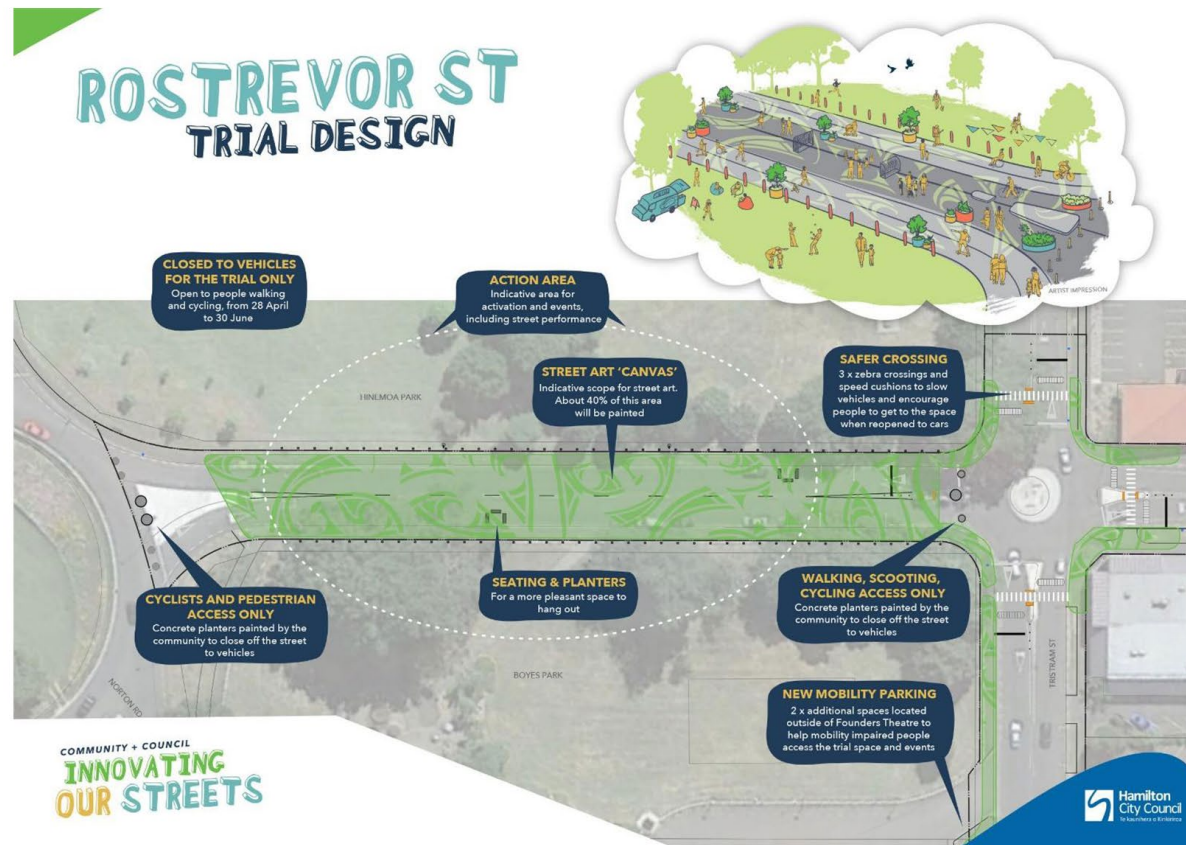 ROSTREVOR ST
TRIAL DESIGN
ARTIST IMPRESSION
CLOSED TO VEHICLES
FOR THE TRIAL ONLY
Open to people walking
and cycling, from 28 April
to 30 June
ACTION AREA
Indicative area for
activation and events,
including street performance
STREET ART ‘CANVAS’
Indicative scope for street art.
About 40% of this area
will be painted
SAFER CROSSING
3 x zebra crossings and
speed cushions to slow
vehicles and encourage
people to get to the space
when reopened to cars
HINEMOA PARK
CYCLISTS AND PEDESTRIAN
ACCESS ONLY
Concrete planters painted by the
community to close off the street
to vehicles
SEATING & PLANTERS
For a more pleasant space to
hang out
WALKING, SCOOTING,
CYCLING ACCESS ONLY
Concrete planters painted by the
community to close off the street
to vehicles
BOYES PARK
NORTON RD
TRISTRAM ST
NEW MOBILITY PARKING
2 x additional spaces located
outside of Founders Theatre to
help mobility impaired people
access the trial space and events
COMMUNITY + COUNCIL
INNOVATING
OUR STREETS
Hamilton
City Council
Te kaunihera o Kirikiriroa